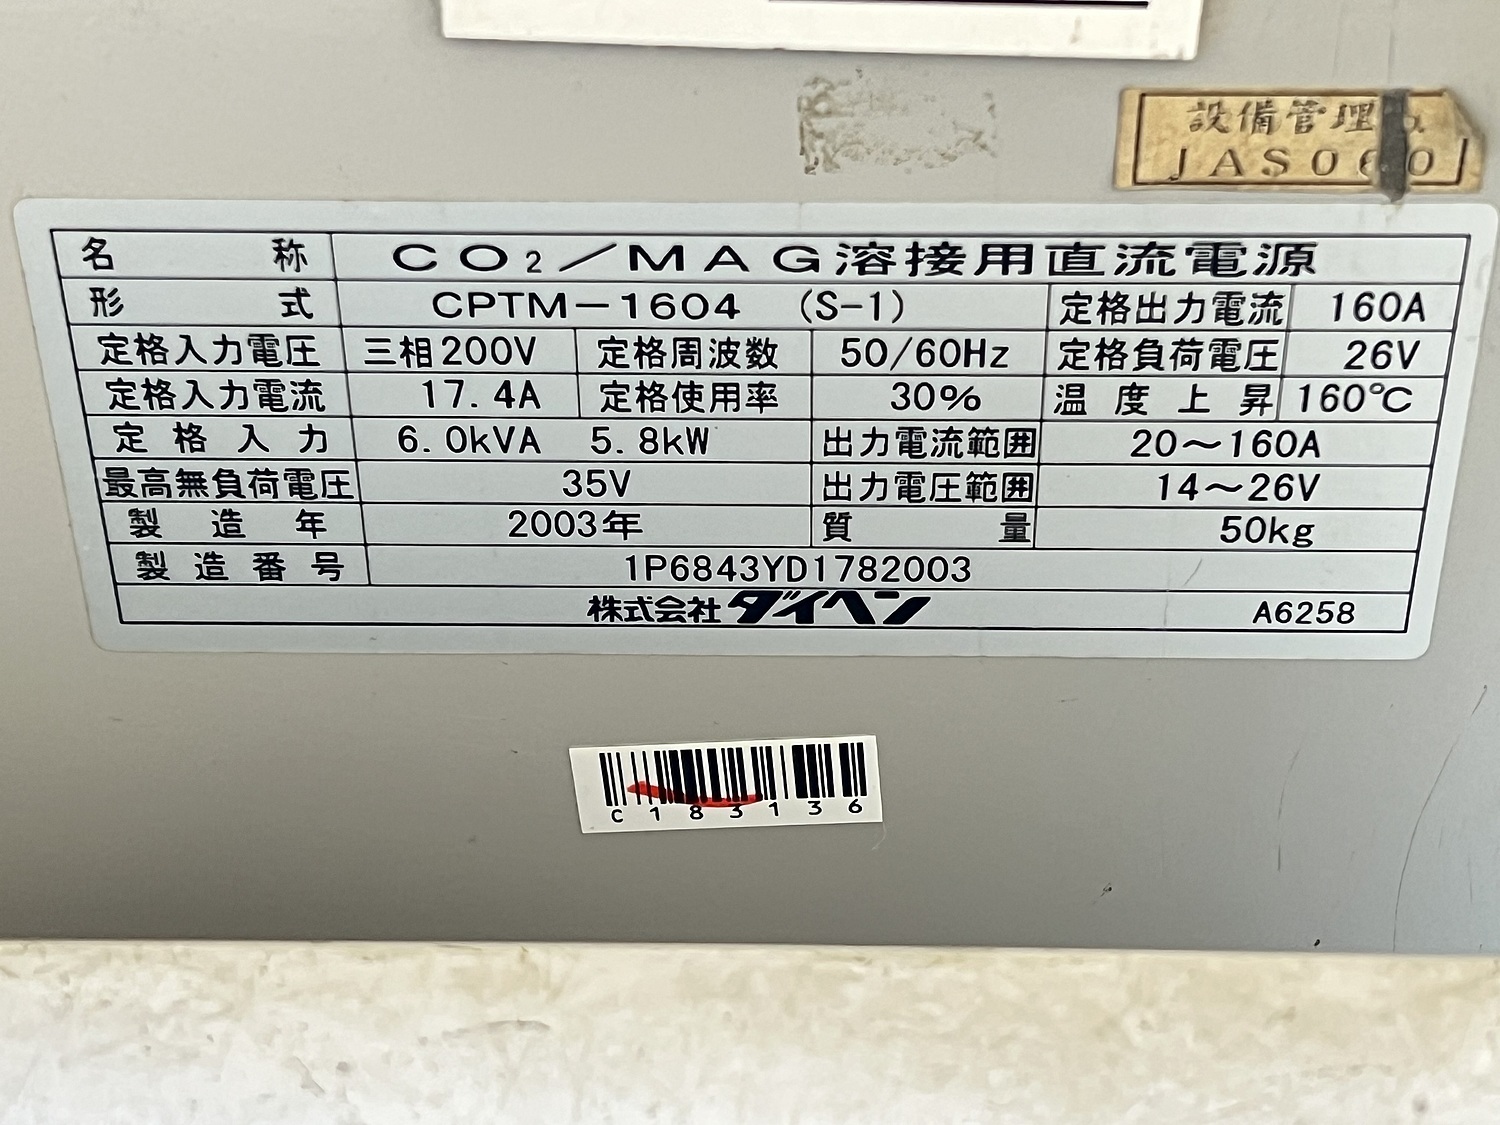 設備管理
JAS0
名称 CO₂／MAG溶接用直流電源
形式 CPTM－1604 （S−1） 定格出力電流 160A
定格入力電圧 三相200V 定格周波数 50/60Hz 定格負荷電圧 26V
定格入力電流 17.4A 定格使用率 30% 温度上昇 160℃
定格入力 6.0kVA 5.8kW 出力電流範囲 20～160A
最高無負荷電圧 35V 出力電圧範囲 14～26V
製造年 2003年 質量 50kg
製造番号 1P6843YD1782003
株式会社ダイヘン A6258
C183136